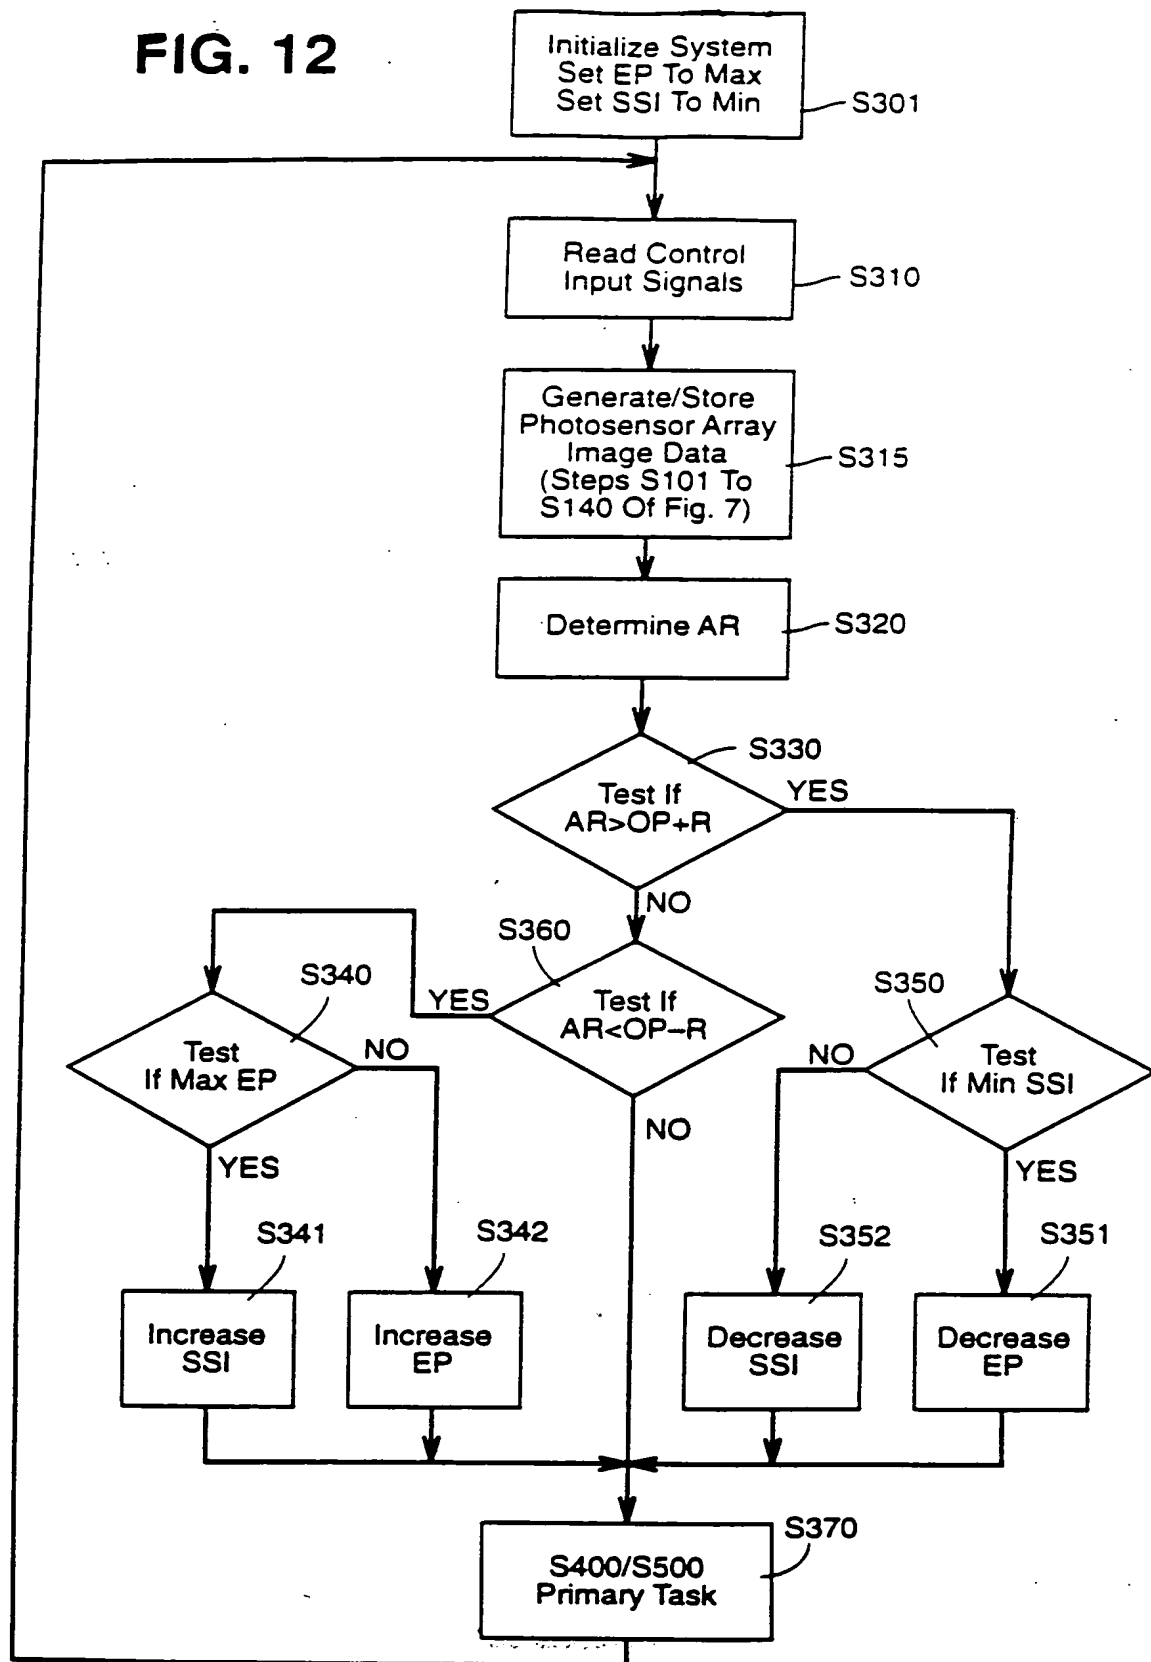 FIG. 12
Initialize System
Set EP To Max
Set SSI To Min
S301
Read Control
Input Signals
S310
Generate/Store
Photosensor Array
Image Data
(Steps S101 To
S140 Of Fig. 7)
S315
Determine AR
S320
S330
Test If
AR>OP+R
YES
NO
S360
Test If
AR<OP–R
YES
NO
S340
Test
If Max EP
NO
YES
S350
Test
If Min SSI
NO
YES
S341
Increase
SSI
S342
Increase
EP
S352
Decrease
SSI
S351
Decrease
EP
S370
S400/S500
Primary Task